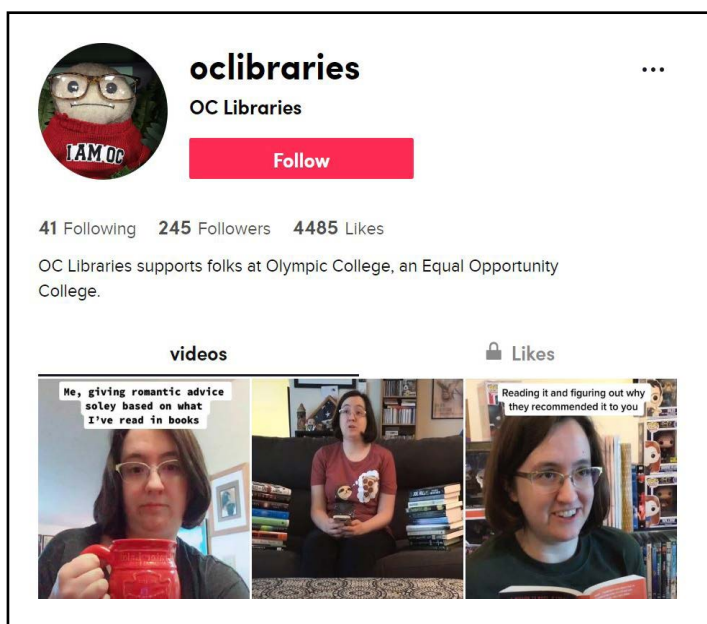 oclibraries
OC Libraries
I AM OC
Follow
41 Following 245 Followers 4485 Likes
OC Libraries supports folks at Olympic College, an Equal Opportunity
College.
videos
Likes
Me, giving romantic advice
soley based on what
I've read in books
Reading it and figuring out why
they recommended it to you